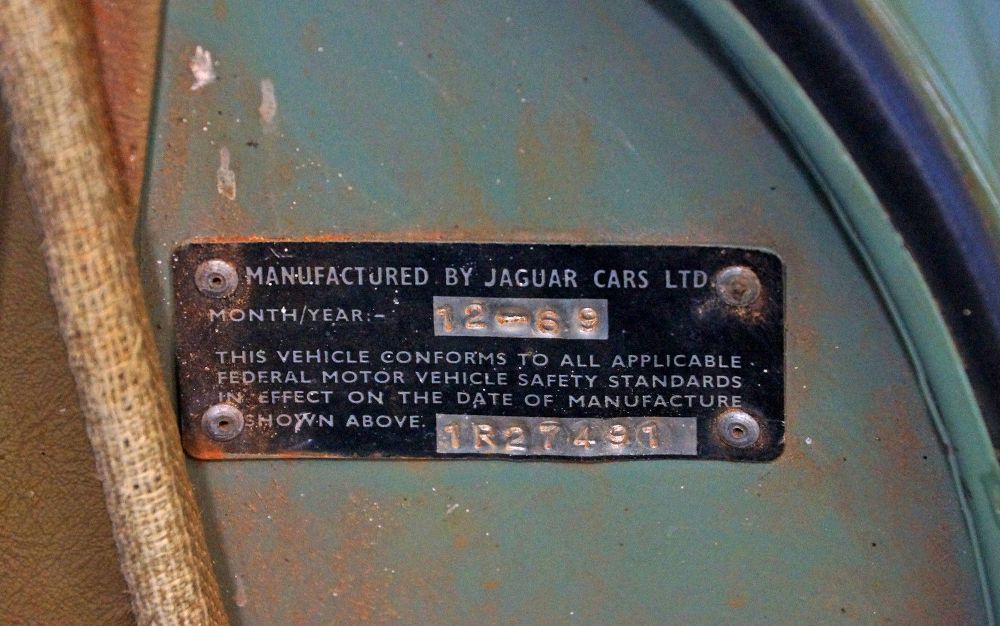 MANUFACTURED BY JAGUAR CARS LTD.
MONTH/YEAR:- 12-69
THIS VEHICLE CONFORMS TO ALL APPLICABLE
FEDERAL MOTOR VEHICLE SAFETY STANDARDS
IN EFFECT ON THE DATE OF MANUFACTURE
SHOWN ABOVE. 1R27491